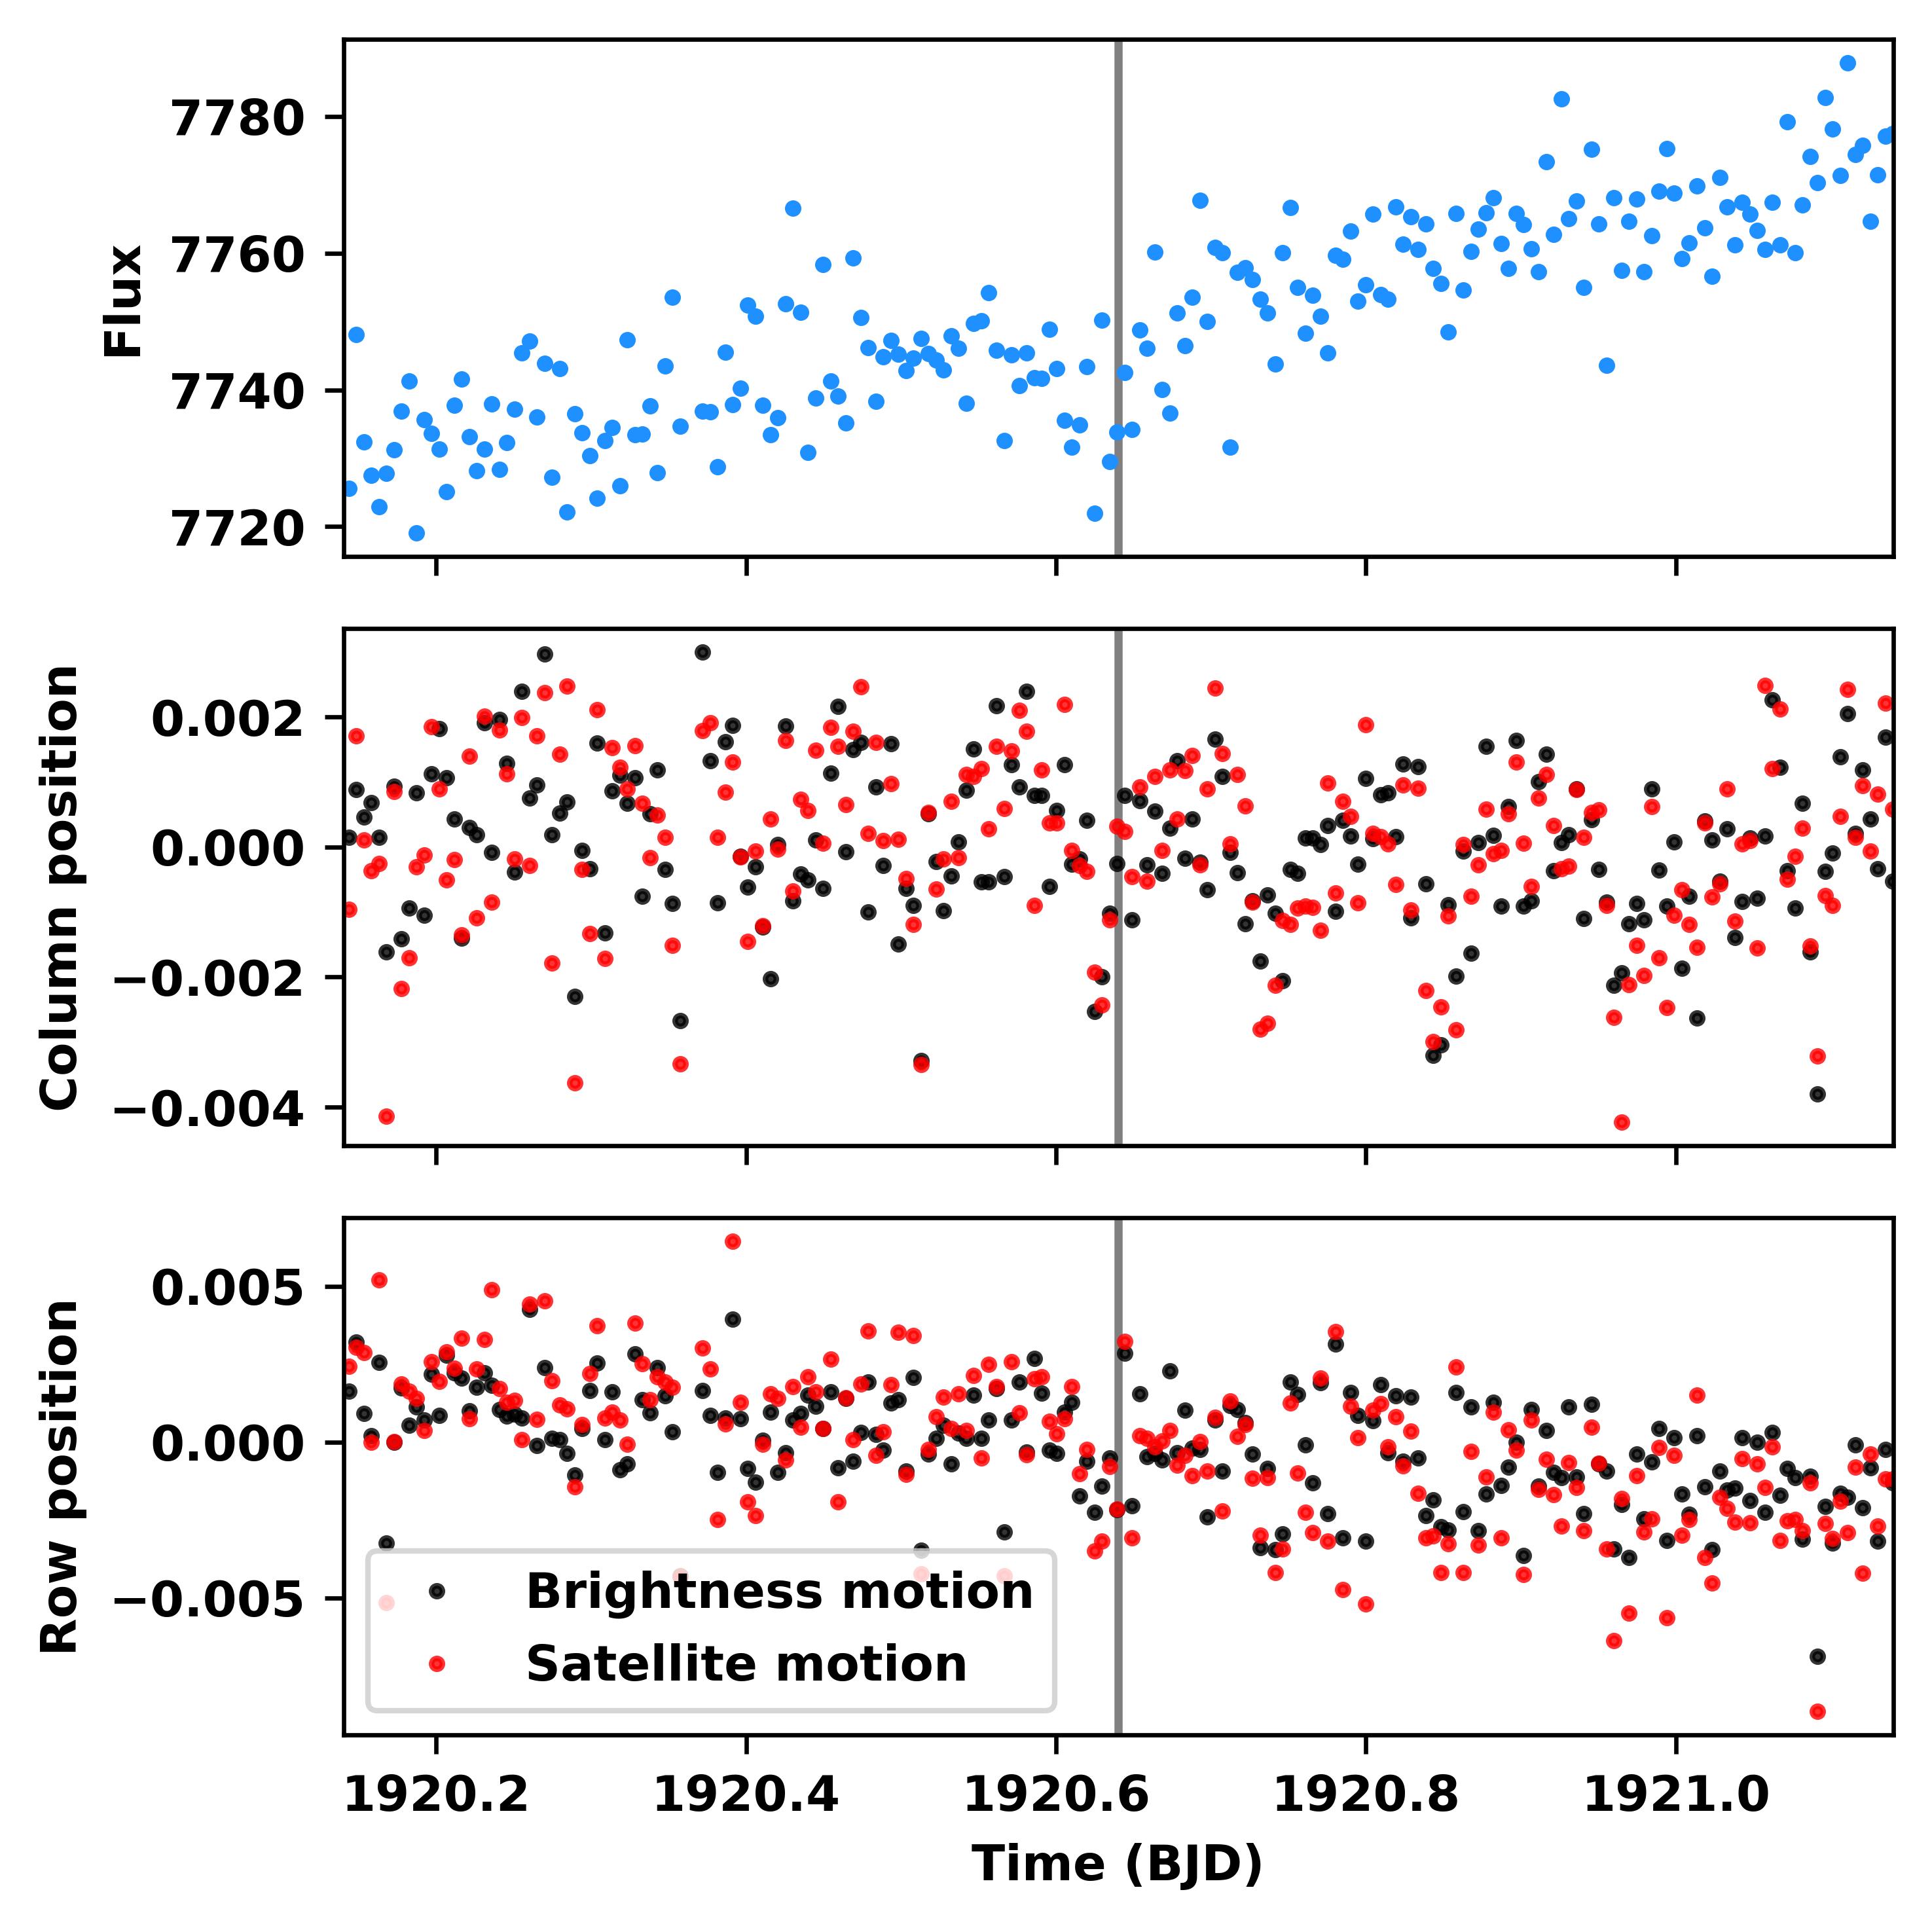 Flux
7780
7760
7740
7720
Column position
0.002
0.000
−0.002
−0.004
Row position
0.005
0.000
−0.005
Brightness motion
Satellite motion
1920.2 1920.4 1920.6 1920.8 1921.0
Time (BJD)